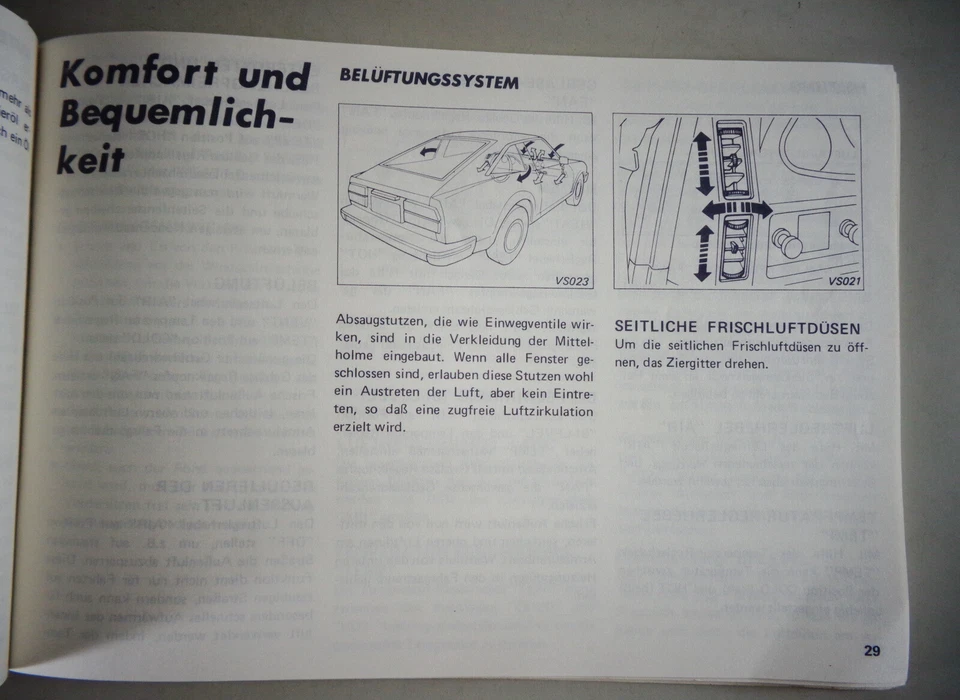 mehr als
ein Ö
Komfort und
Bequemlich-
keit
BELÜFTUNGSSYSTEM
VS023
Absaugstutzen, die wie Einwegventile wir-
ken, sind in die Verkleidung der Mittel-
holme eingebaut. Wenn alle Fenster ge-
schlossen sind, erlauben diese Stutzen wohl
ein Austreten der Luft, aber kein Eintre-
ten, so daß eine zugfreie Luftzirkulation
erzielt wird.
VS021
SEITLICHE FRISCHLUFTDÜSEN
Um die seitlichen Frischluftdüsen zu öff-
nen, das Ziergitter drehen.
29